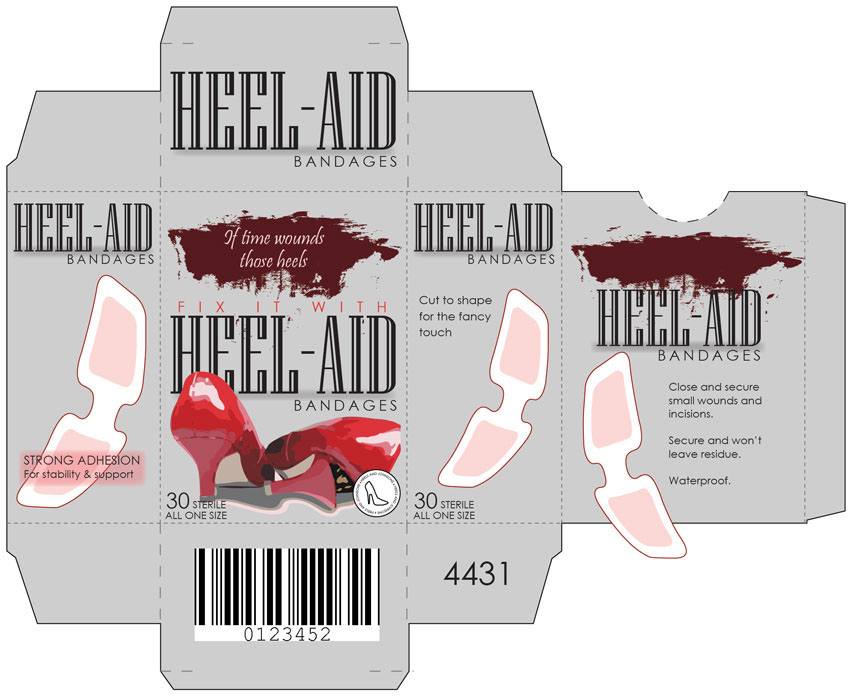 HEEL-AID
BANDAGES
HEEL-AID
BANDAGES
STRONG ADHESION
For stability & support
If time wounds
those heels
FIX IT WITH
HEEL-AID
BANDAGES
30 STERILE
ALL ONE SIZE
HEEL-AID
BANDAGES
Cut to shape
for the fancy
touch
30 STERILE
ALL ONE SIZE
HEEL-AID
BANDAGES
Close and secure
small wounds and
incisions.
Secure and won't
leave residue.
Waterproof.
0123452
4431